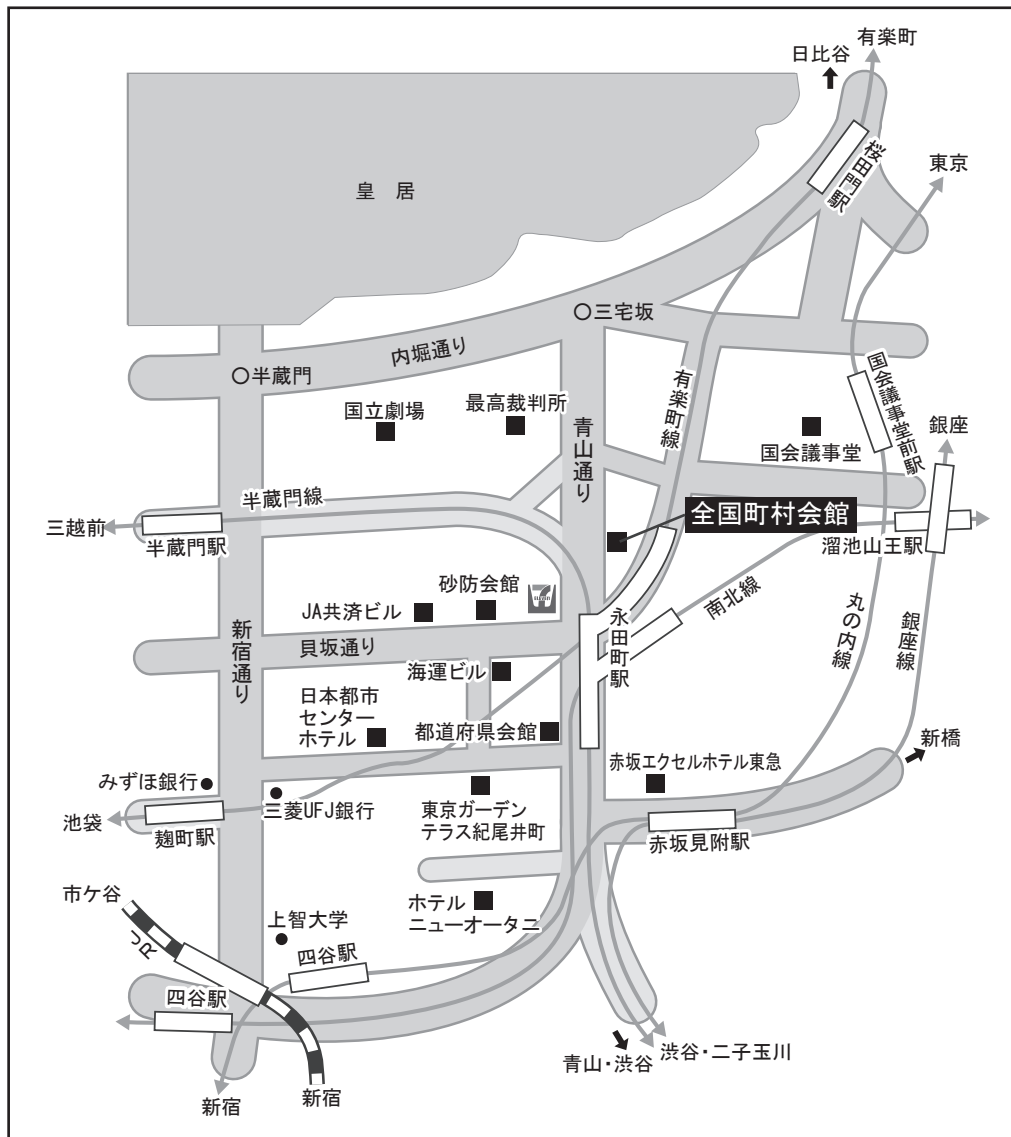 有楽町
日比谷
桜田門駅
東京
皇 居
三宅坂
内堀通り
半蔵門
有楽町線
国会議事堂前駅
国立劇場
最高裁判所
青山通り
国会議事堂
銀座
半蔵門線
全国町村会館
三越前
半蔵門駅
溜池山王駅
砂防会館
JA共済ビル
南北線
永田町駅
丸の内線
銀座線
新宿通り
貝坂通り
海運ビル
日本都市
センター
ホテル
都道府県会館
新橋
赤坂エクセルホテル東急
みずほ銀行
三菱UFJ銀行
東京ガーデン
テラス紀尾井町
池袋
麹町駅
赤坂見附駅
市ケ谷
JR
ホテル
ニューオータニ
上智大学
四谷駅
四谷駅
青山・渋谷
渋谷・二子玉川
新宿
新宿